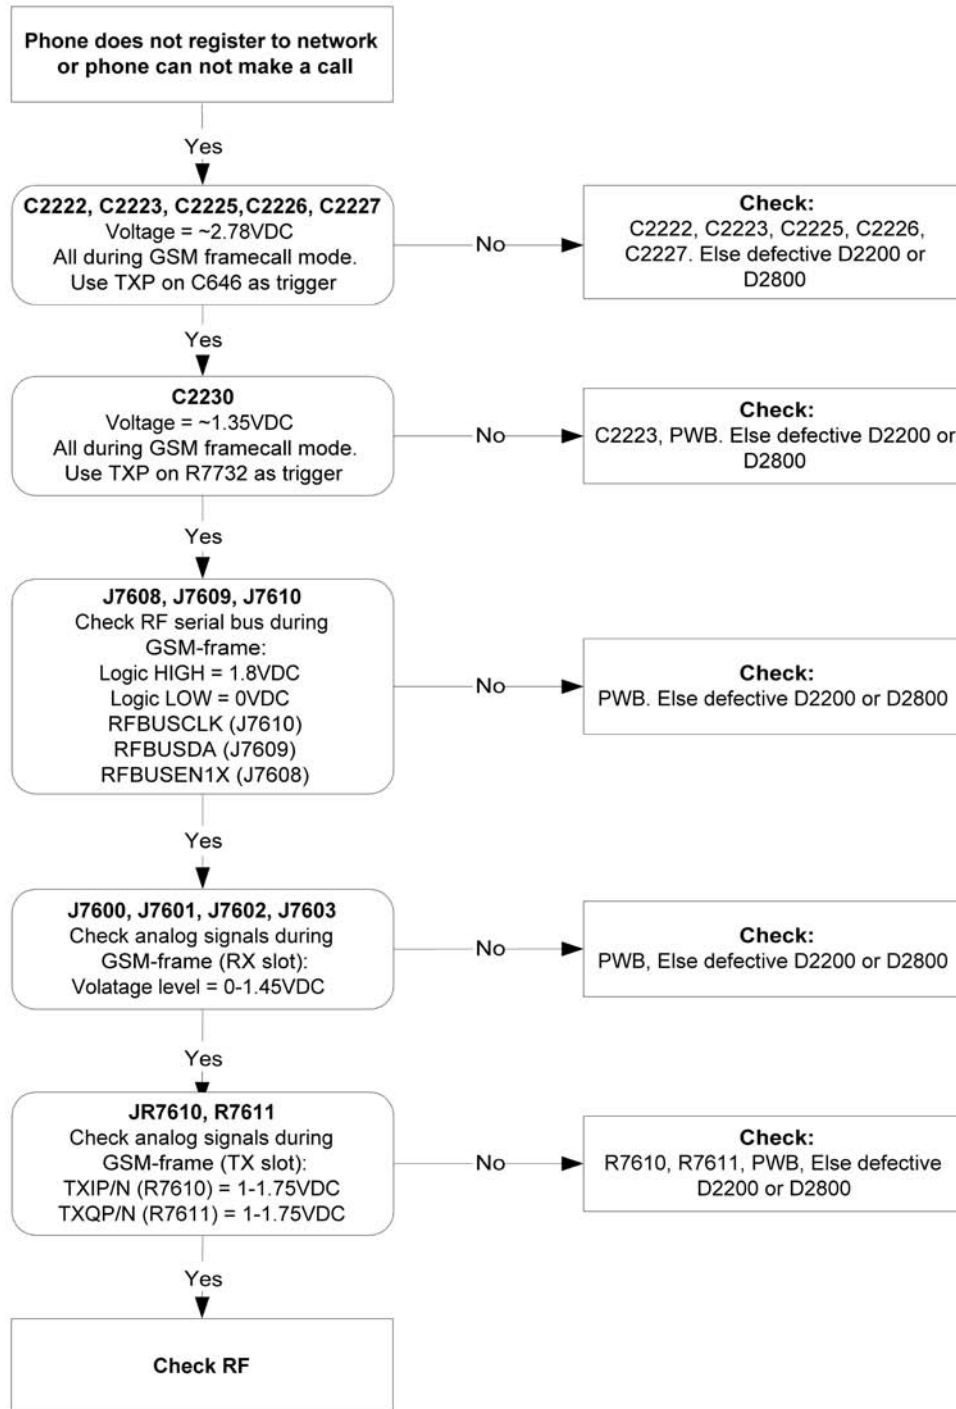 Phone does not register to network
or phone can not make a call
Yes
C2222, C2223, C2225,C2226, C2227
Voltage = ~2.78VDC
All during GSM framecall mode.
Use TXP on C646 as trigger
No
Check:
C2222, C2223, C2225, C2226,
C2227. Else defective D2200 or
D2800
Yes
C2230
Voltage = ~1.35VDC
All during GSM framecall mode.
Use TXP on R7732 as trigger
No
Check:
C2223, PWB. Else defective D2200 or
D2800
Yes
J7608, J7609, J7610
Check RF serial bus during
GSM-frame:
Logic HIGH = 1.8VDC
Logic LOW = 0VDC
RFBUSCLK (J7610)
RFBUSDA (J7609)
RFBUSEN1X (J7608)
No
Check:
PWB. Else defective D2200 or D2800
Yes
J7600, J7601, J7602, J7603
Check analog signals during
GSM-frame (RX slot):
Volatage level = 0-1.45VDC
No
Check:
PWB, Else defective D2200 or D2800
Yes
JR7610, R7611
Check analog signals during
GSM-frame (TX slot):
TXIP/N (R7610) = 1-1.75VDC
TXQP/N (R7611) = 1-1.75VDC
No
Check:
R7610, R7611, PWB, Else defective
D2200 or D2800
Yes
Check RF